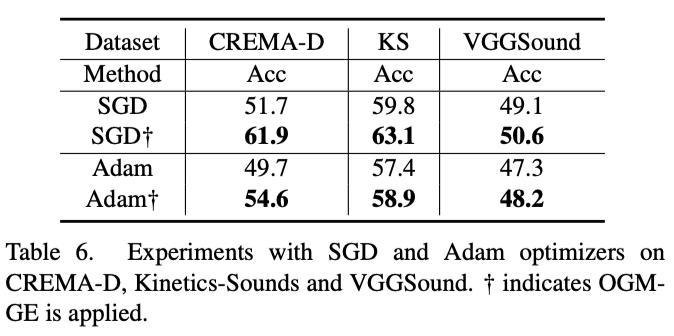 Dataset CREMA-D KS VGGSound
Method Acc Acc Acc
SGD 51.7 59.8 49.1
SGD† 61.9 63.1 50.6
Adam 49.7 57.4 47.3
Adam† 54.6 58.9 48.2
Table 6. Experiments with SGD and Adam optimizers on
CREMA-D, Kinetics-Sounds and VGGSound. † indicates OGM-
GE is applied.